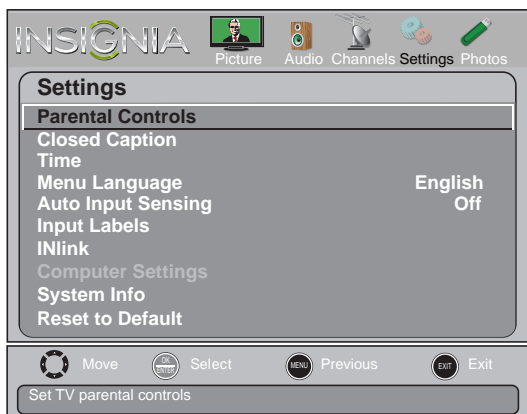 INSIGNIA
Picture Audio Channels Settings Photos
Settings
Parental Controls
Closed Caption
Time
Menu Language English
Auto Input Sensing Off
Input Labels
INlink
Computer Settings
System Info
Reset to Default
Move OK ENTER Select MENU Previous EXIT Exit
Set TV parental controls